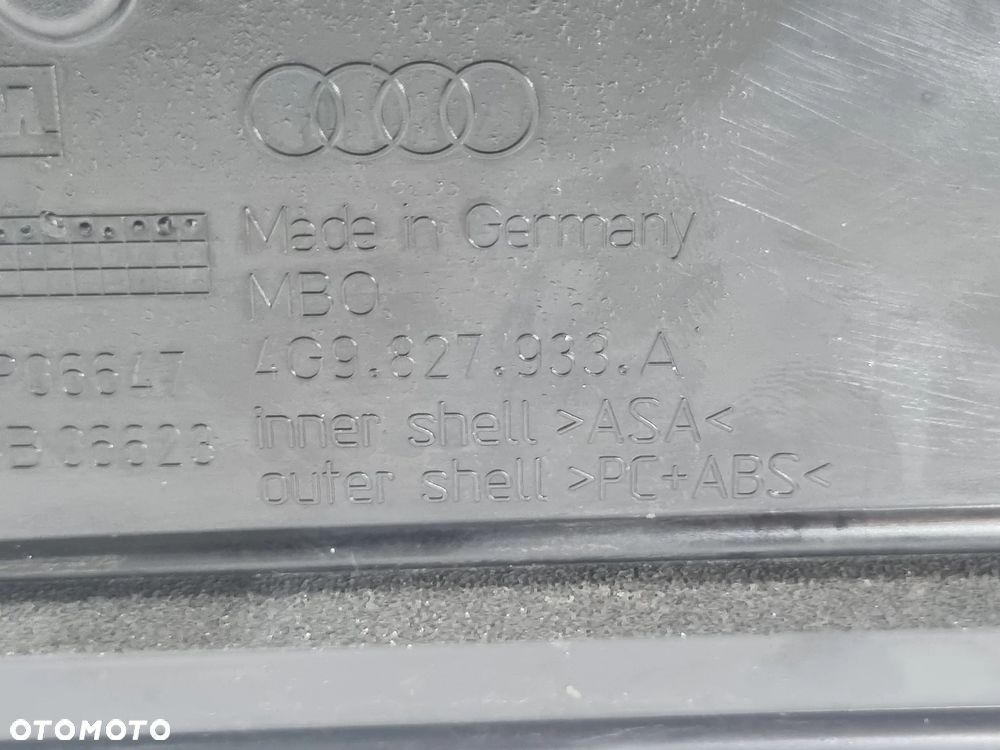 Made in Germany
MBO
4G9.827.933.A
P06647
B 06623
inner shell >ASA<
outer shell >PC+ABS<
OTOMOTO